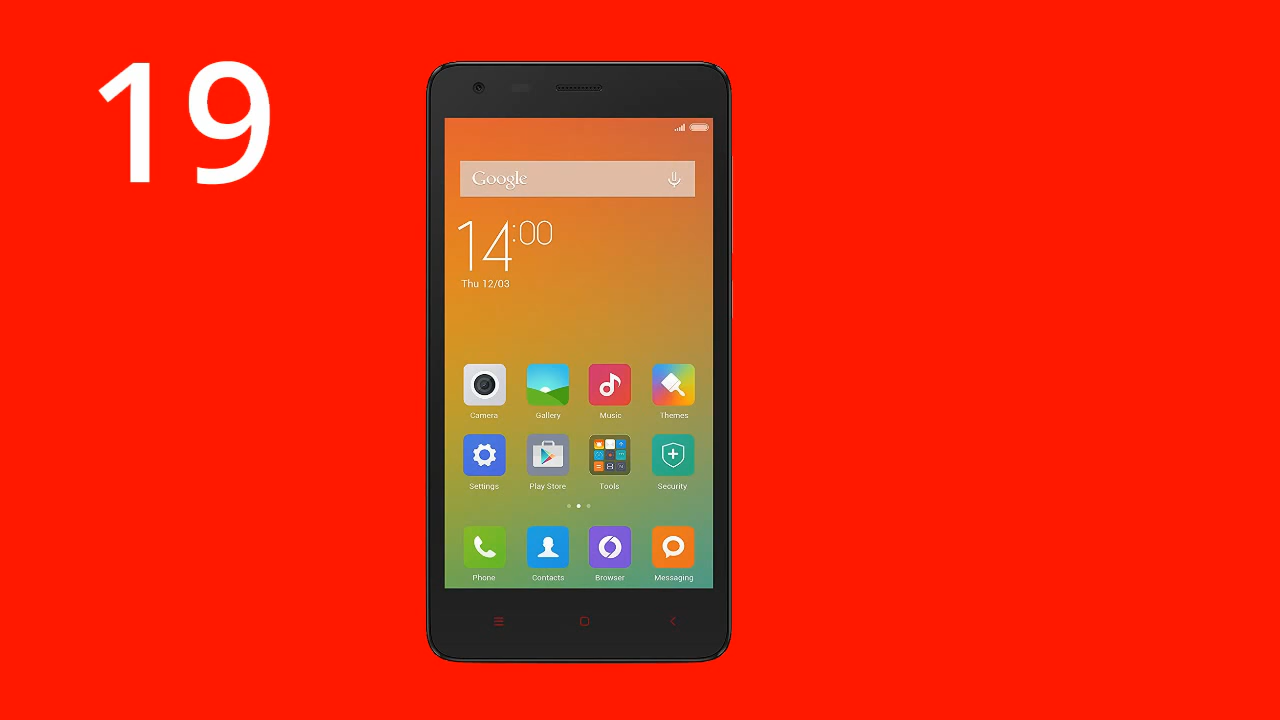 19
Google
14:00
Thu 12/03
Camera Gallery Music Themes
Settings Play Store Tools Security
Phone Contacts Browser Messaging